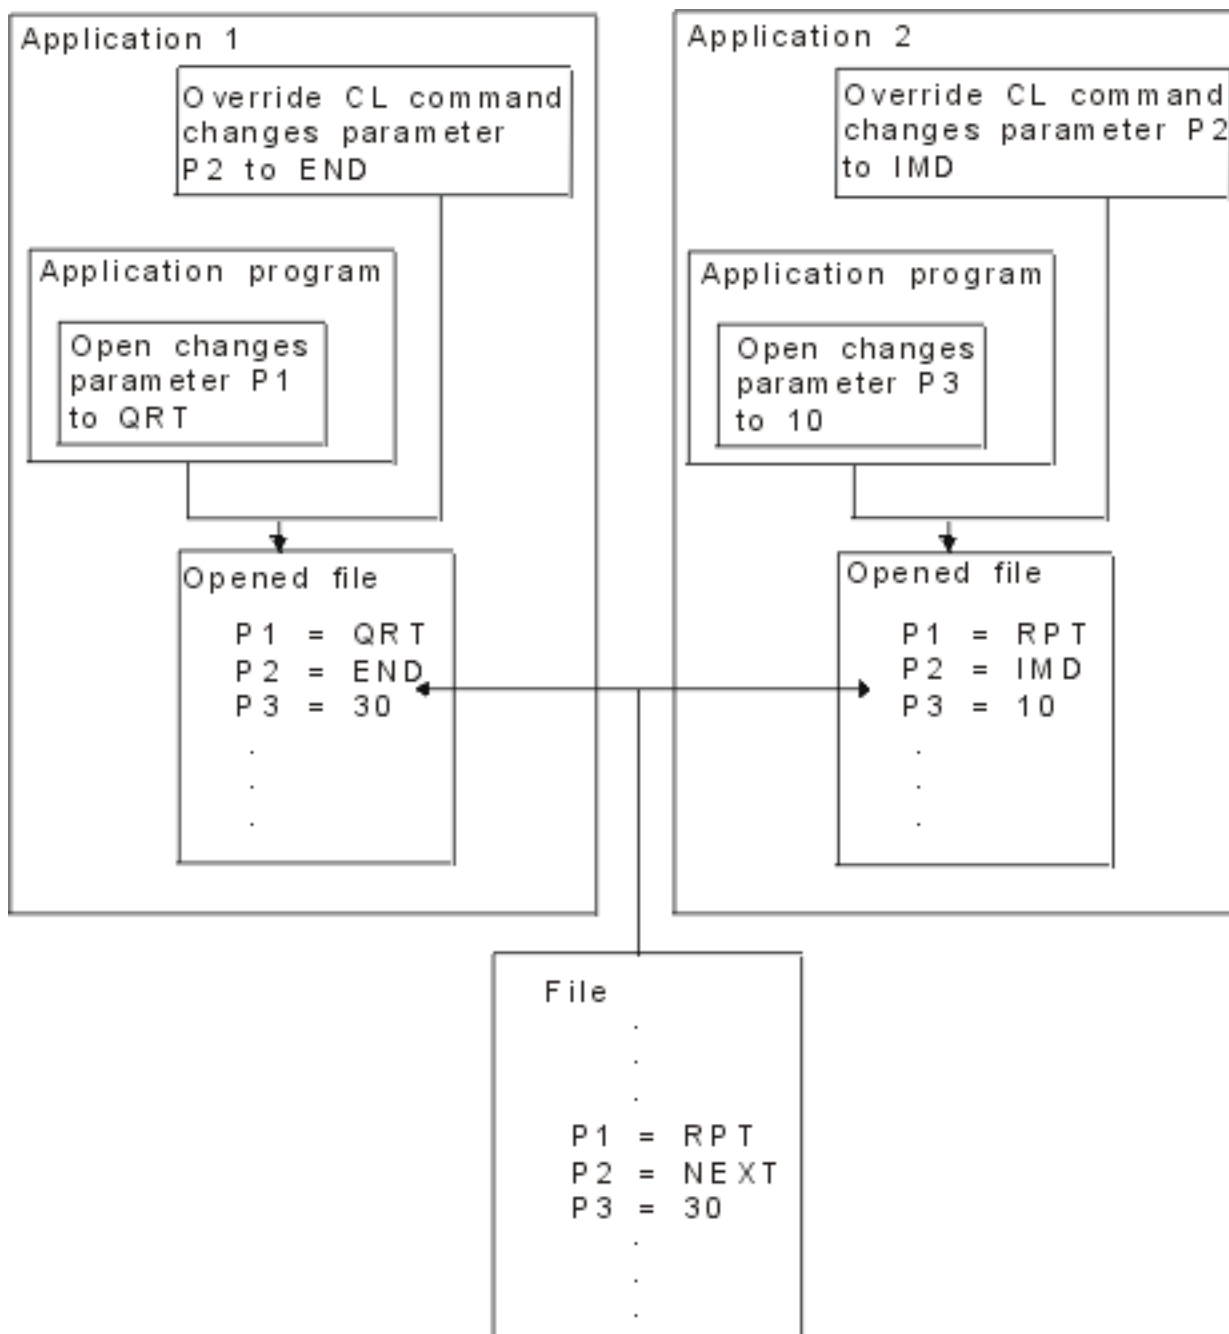 Application 1
Override CL command
changes parameter
P2 to END
Application program
Open changes
parameter P1
to QRT
Opened file
P1 = QRT
P2 = END
P3 = 30
.
.
.
Application 2
Override CL command
changes parameter P2
to IMD
Application program
Open changes
parameter P3
to 10
Opened file
P1 = RPT
P2 = IMD
P3 = 10
.
.
.
File
.
.
.
P1 = RPT
P2 = NEXT
P3 = 30
.
.
.